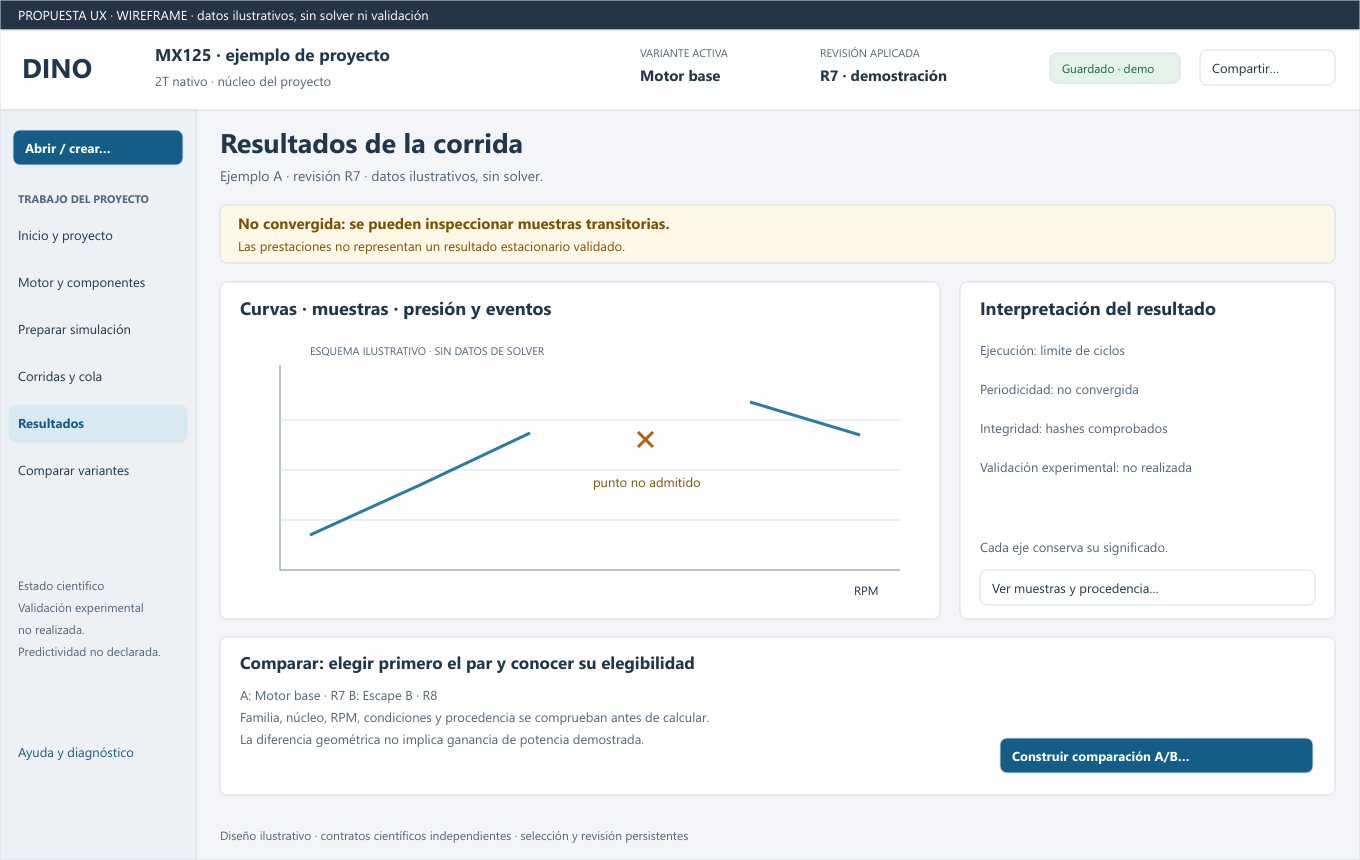 PROPUESTA UX · WIREFRAME · datos ilustrativos, sin solver ni validación
DINO
MX125 · ejemplo de proyecto
2T nativo · núcleo del proyecto
VARIANTE ACTIVA
Motor base
REVISIÓN APLICADA
R7 · demostración
Guardado · demo
Compartir...
Abrir / crear...
TRABAJO DEL PROYECTO
Inicio y proyecto
Motor y componentes
Preparar simulación
Corridas y cola
Resultados
Comparar variantes
Estado científico
Validación experimental
no realizada.
Predictividad no declarada.
Ayuda y diagnóstico
Resultados de la corrida
Ejemplo A · revisión R7 · datos ilustrativos, sin solver.
No convergida: se pueden inspeccionar muestras transitorias.
Las prestaciones no representan un resultado estacionario validado.
Curvas · muestras · presión y eventos
ESQUEMA ILUSTRATIVO · SIN DATOS DE SOLVER
punto no admitido
RPM
Interpretación del resultado
Ejecución: límite de ciclos
Periodicidad: no convergida
Integridad: hashes comprobados
Validación experimental: no realizada
Cada eje conserva su significado.
Ver muestras y procedencia...
Comparar: elegir primero el par y conocer su elegibilidad
A: Motor base · R7 B: Escape B · R8
Familia, núcleo, RPM, condiciones y procedencia se comprueban antes de calcular.
La diferencia geométrica no implica ganancia de potencia demostrada.
Construir comparación A/B...
Diseño ilustrativo · contratos científicos independientes · selección y revisión persistentes